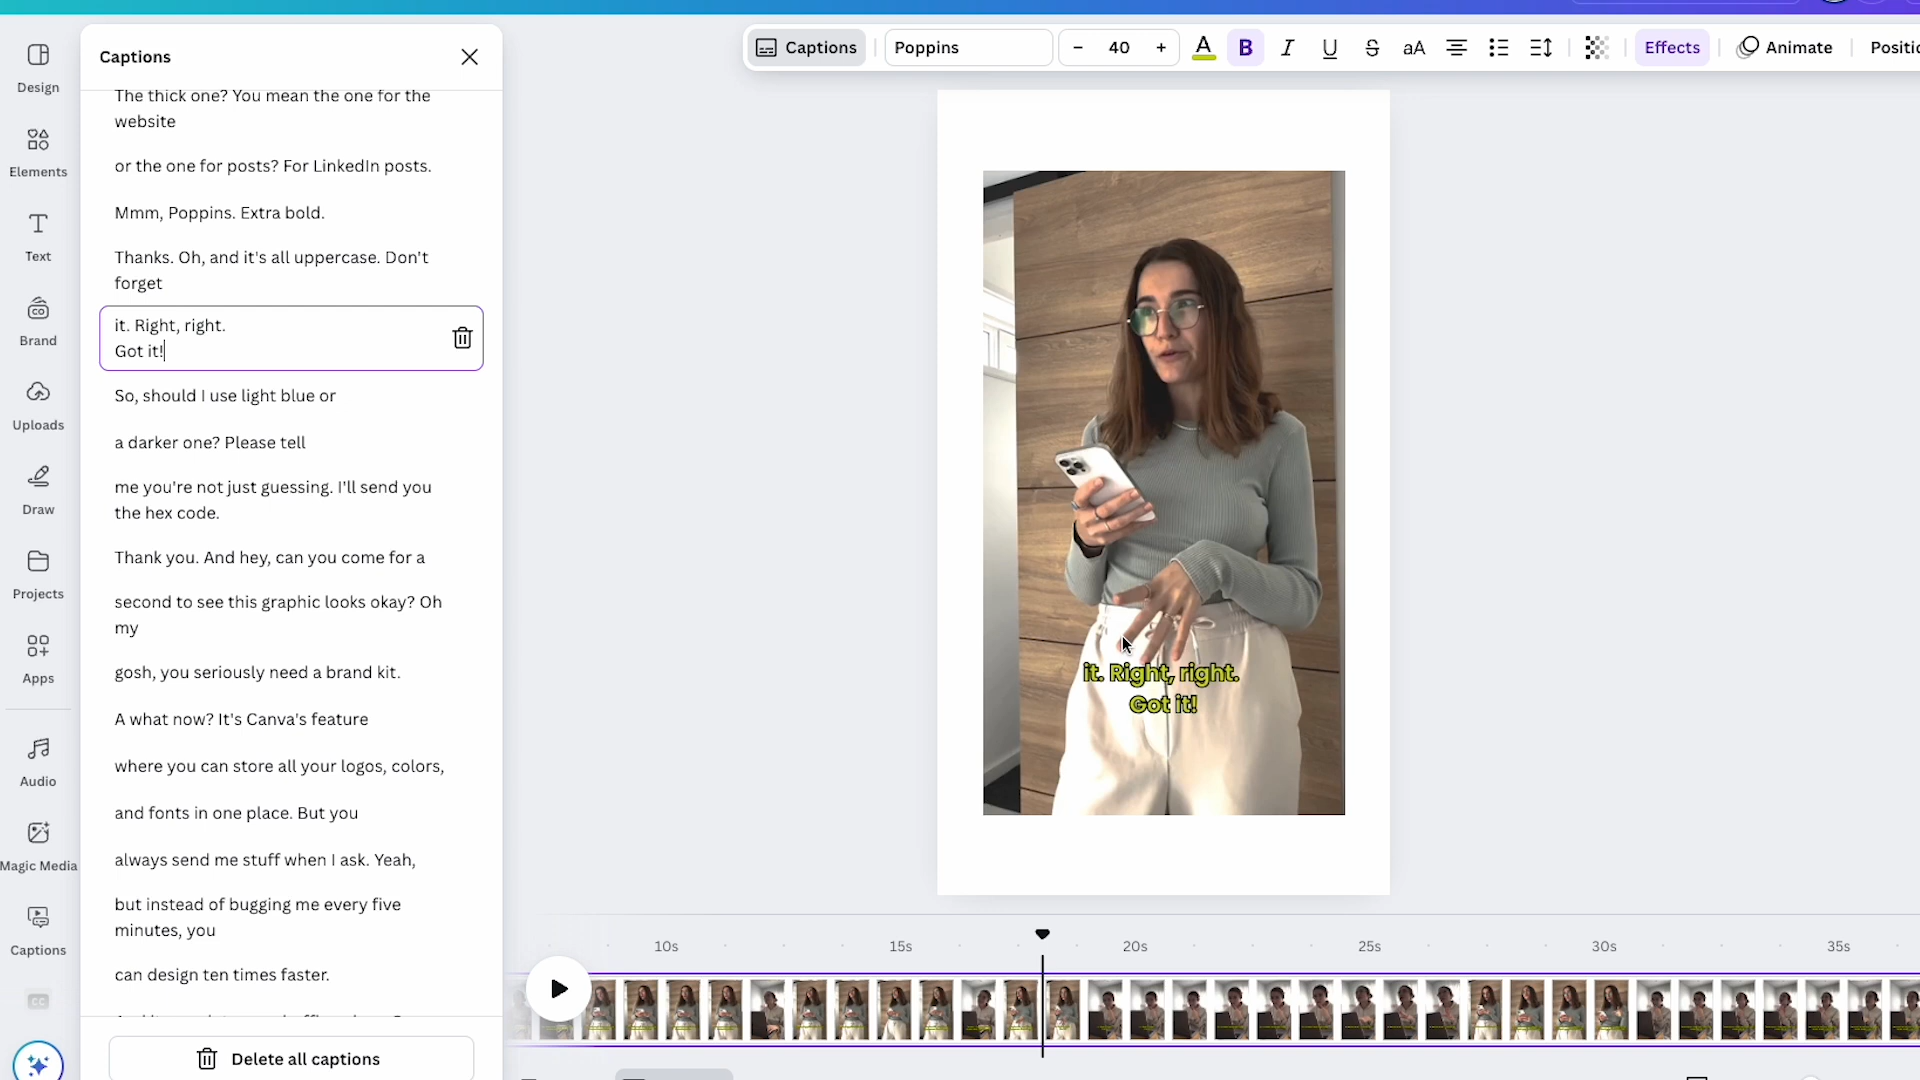 Captions
Captions
Poppins
40
A
B
I
U
S
aA
Effects
Animate
Positio
Design
Elements
Text
Brand
Uploads
Draw
Projects
Apps
Audio
Magic Media
Captions
The thick one? You mean the one for the
website
or the one for posts? For LinkedIn posts.
Mmm, Poppins. Extra bold.
Thanks. Oh, and it's all uppercase. Don't
forget
it. Right, right.
Got it!
So, should I use light blue or
a darker one? Please tell
me you're not just guessing. I'll send you
the hex code.
Thank you. And hey, can you come for a
second to see this graphic looks okay? Oh
my
gosh, you seriously need a brand kit.
A what now? It's Canva's feature
where you can store all your logos, colors,
and fonts in one place. But you
always send me stuff when I ask. Yeah,
but instead of bugging me every five
minutes, you
can design ten times faster.
Delete all captions
it. Right, right.
Got it!
10s
15s
20s
25s
30s
35s